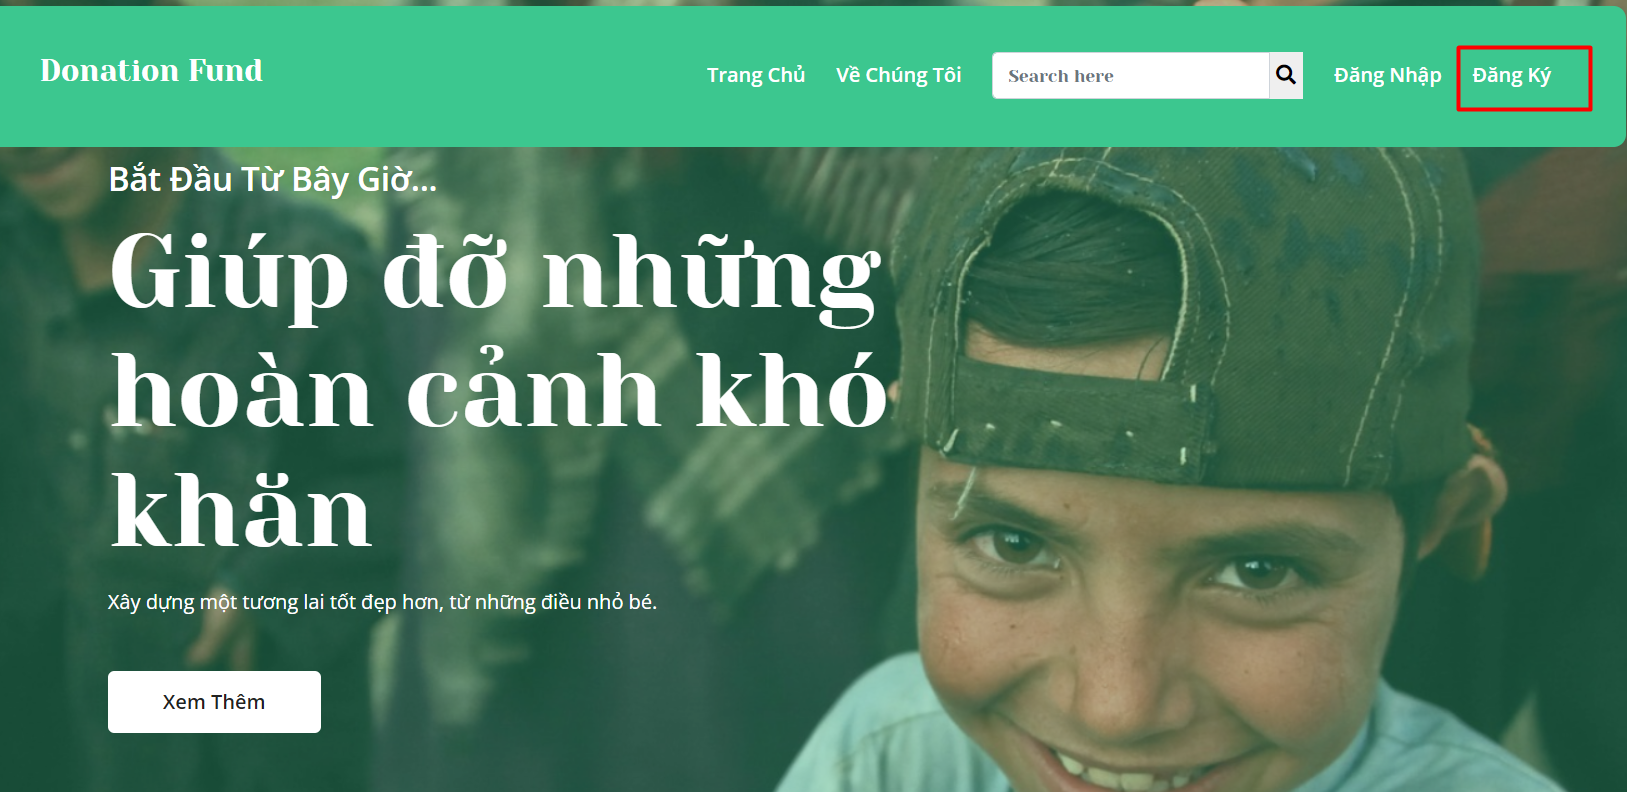 Donation Fund
Trang Chủ
Về Chúng Tôi
Search here
Đăng Nhập
Đăng Ký
Bắt Đầu Từ Bây Giờ...
Giúp đỡ những
hoàn cảnh khó
khăn
Xây dựng một tương lai tốt đẹp hơn, từ những điều nhỏ bé.
Xem Thêm